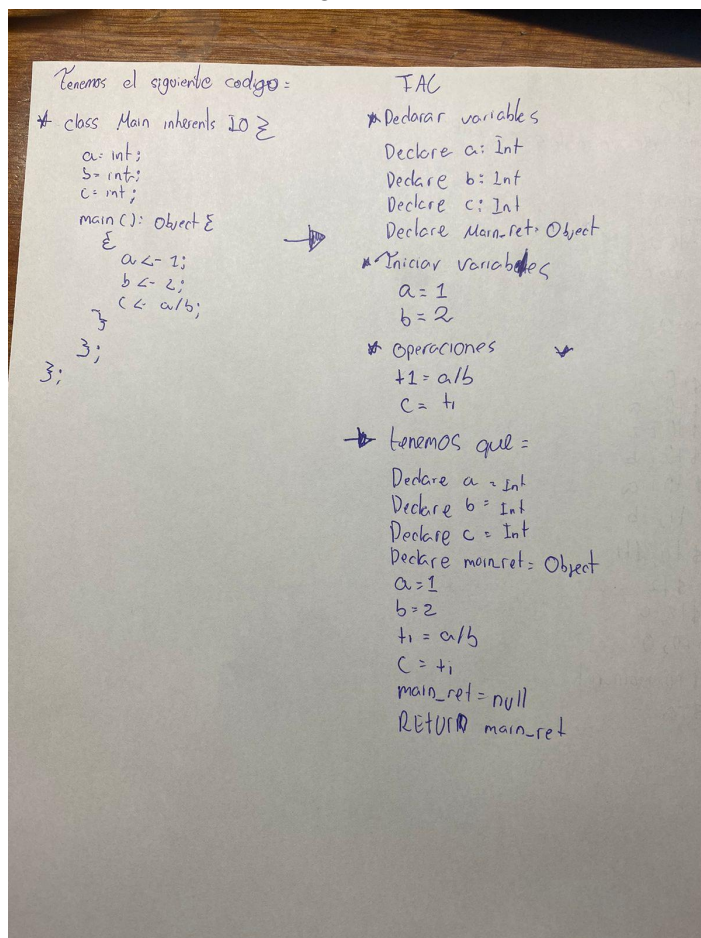 Tenemos el siguiente codigo:
* class Main inherents IO {
a: int;
b: int;
c: int;
main(): Object {
{
a <- 1;
b <- 2;
c <- a/b;
}
};
};
TAC
* Declarar variables
Declare a: Int
Declare b: Int
Declare c: Int
Declare Main_ret: Object
* Iniciar variables
a = 1
b = 2
* operaciones
t1 = a/b
c = t1
→ tenemos que =
Declare a : Int
Declare b : Int
Declare c : Int
Declare main_ret: Object
a = 1
b = 2
t1 = a/b
c = t1
main_ret = null
RETURN main_ret